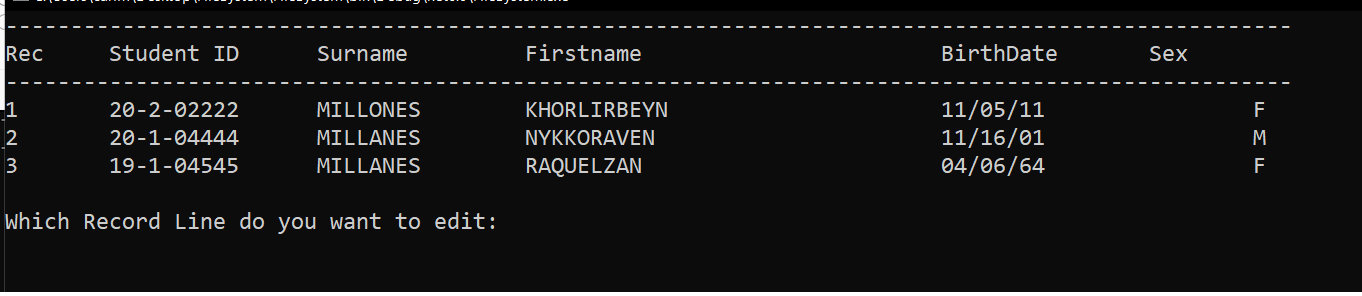 ---------------------------------------------------------------------------------------------------
Rec Student ID Surname Firstname BirthDate Sex
---------------------------------------------------------------------------------------------------
1 20-2-02222 MILLONES KHORLIRBEYN 11/05/11 F
2 20-1-04444 MILLANES NYKKORAVEN 11/16/01 M
3 19-1-04545 MILLANES RAQUELZAN 04/06/64 F
Which Record Line do you want to edit: